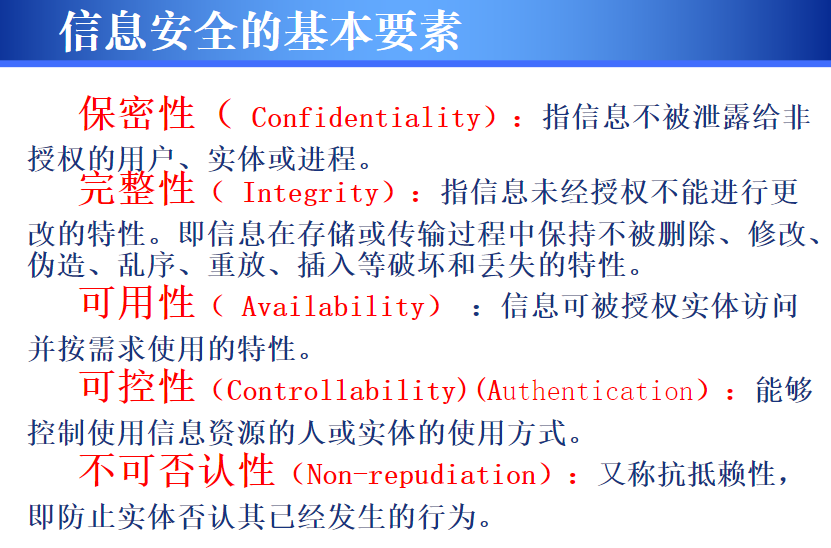 信息安全的基本要素
保密性（ Confidentiality）：指信息不被泄露给非
授权的用户、实体或进程。
完整性（ Integrity）：指信息未经授权不能进行更
改的特性。即信息在存储或传输过程中保持不被删除、修改、
伪造、乱序、重放、插入等破坏和丢失的特性。
可用性（ Availability） ：信息可被授权实体访问
并按需求使用的特性。
可控性（Controllability)(Authentication）：能够
控制使用信息资源的人或实体的使用方式。
不可否认性（Non-repudiation）：又称抗抵赖性，
即防止实体否认其已经发生的行为。